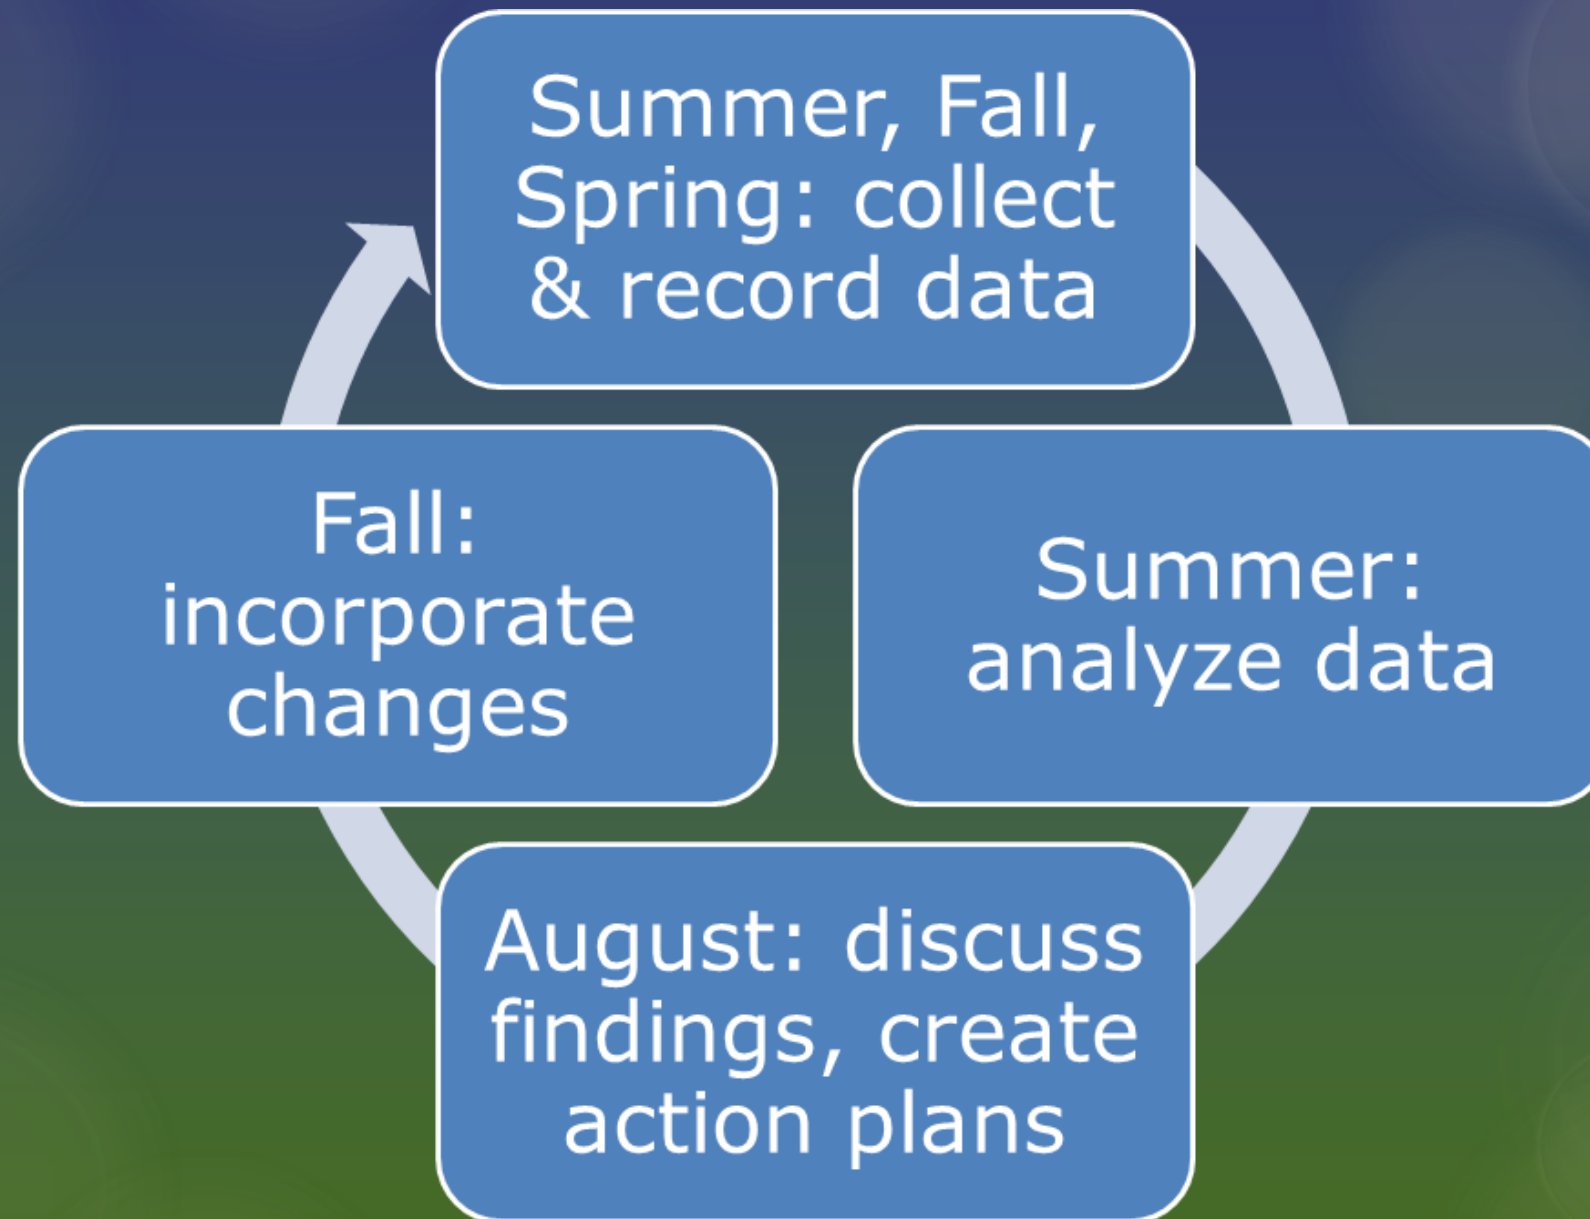 Summer, Fall,
Spring: collect
& record data
Summer:
analyze data
August: discuss
findings, create
action plans
Fall:
incorporate
changes